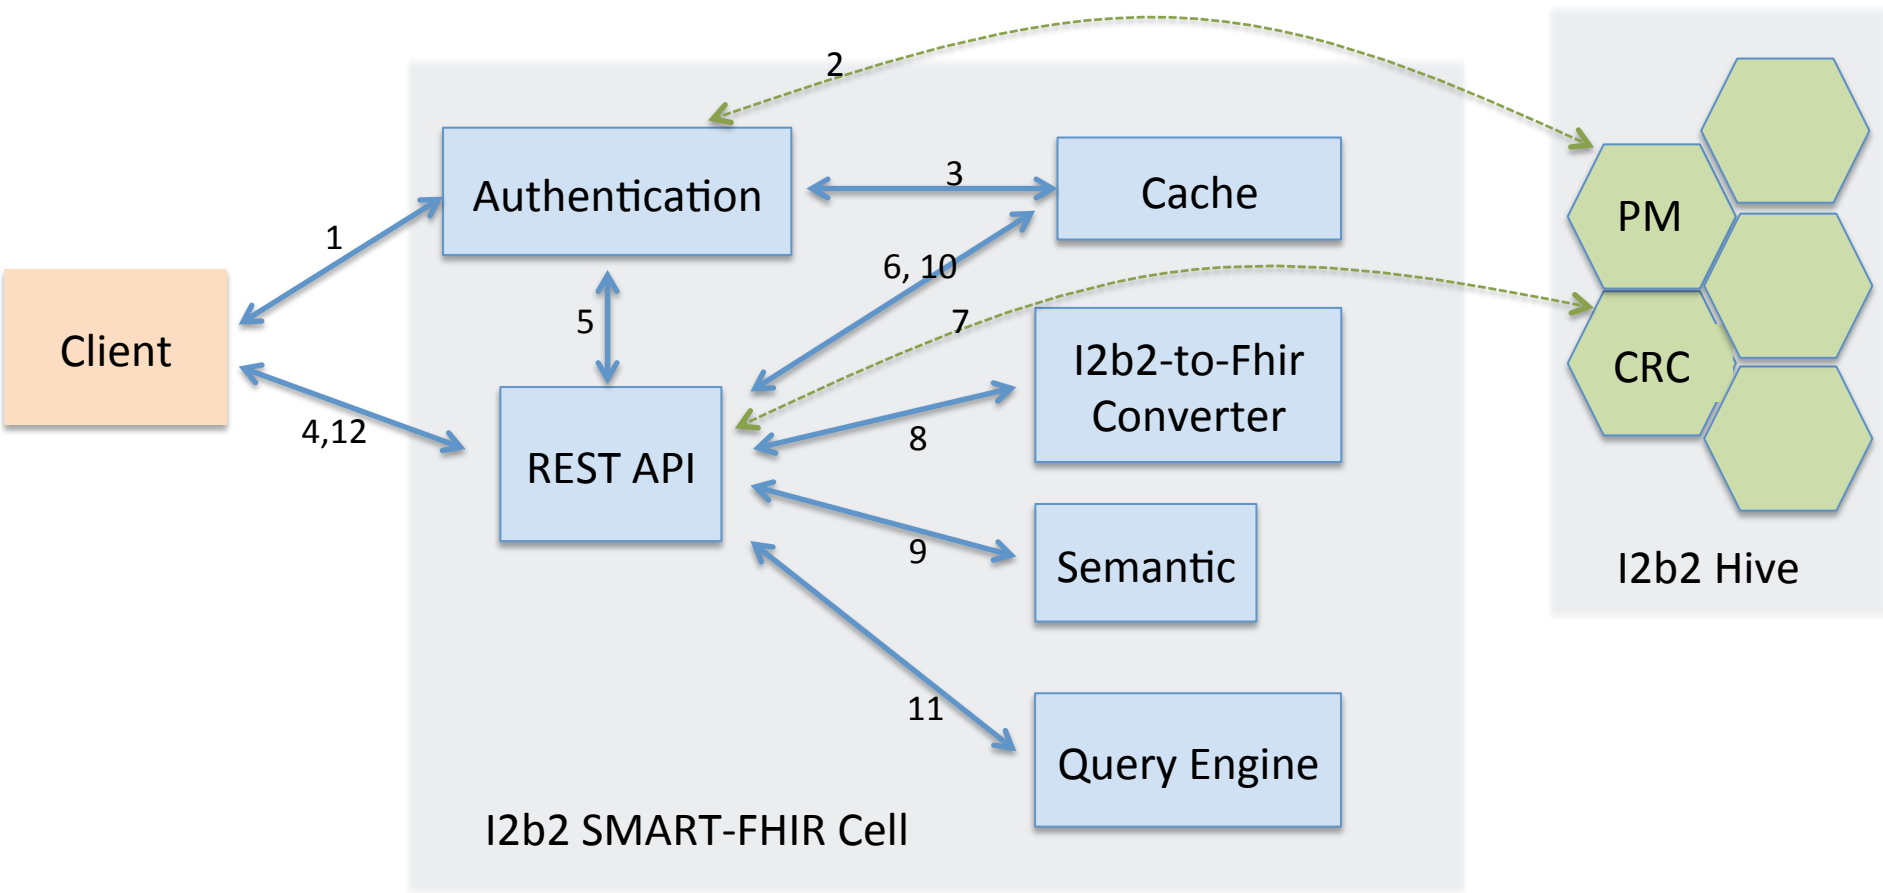 2
Authentication
3
Cache
PM
1
6, 10
5
7
Client
I2b2-to-Fhir
Converter
CRC
4,12
8
REST API
9
Semantic
I2b2 Hive
11
Query Engine
I2b2 SMART-FHIR Cell